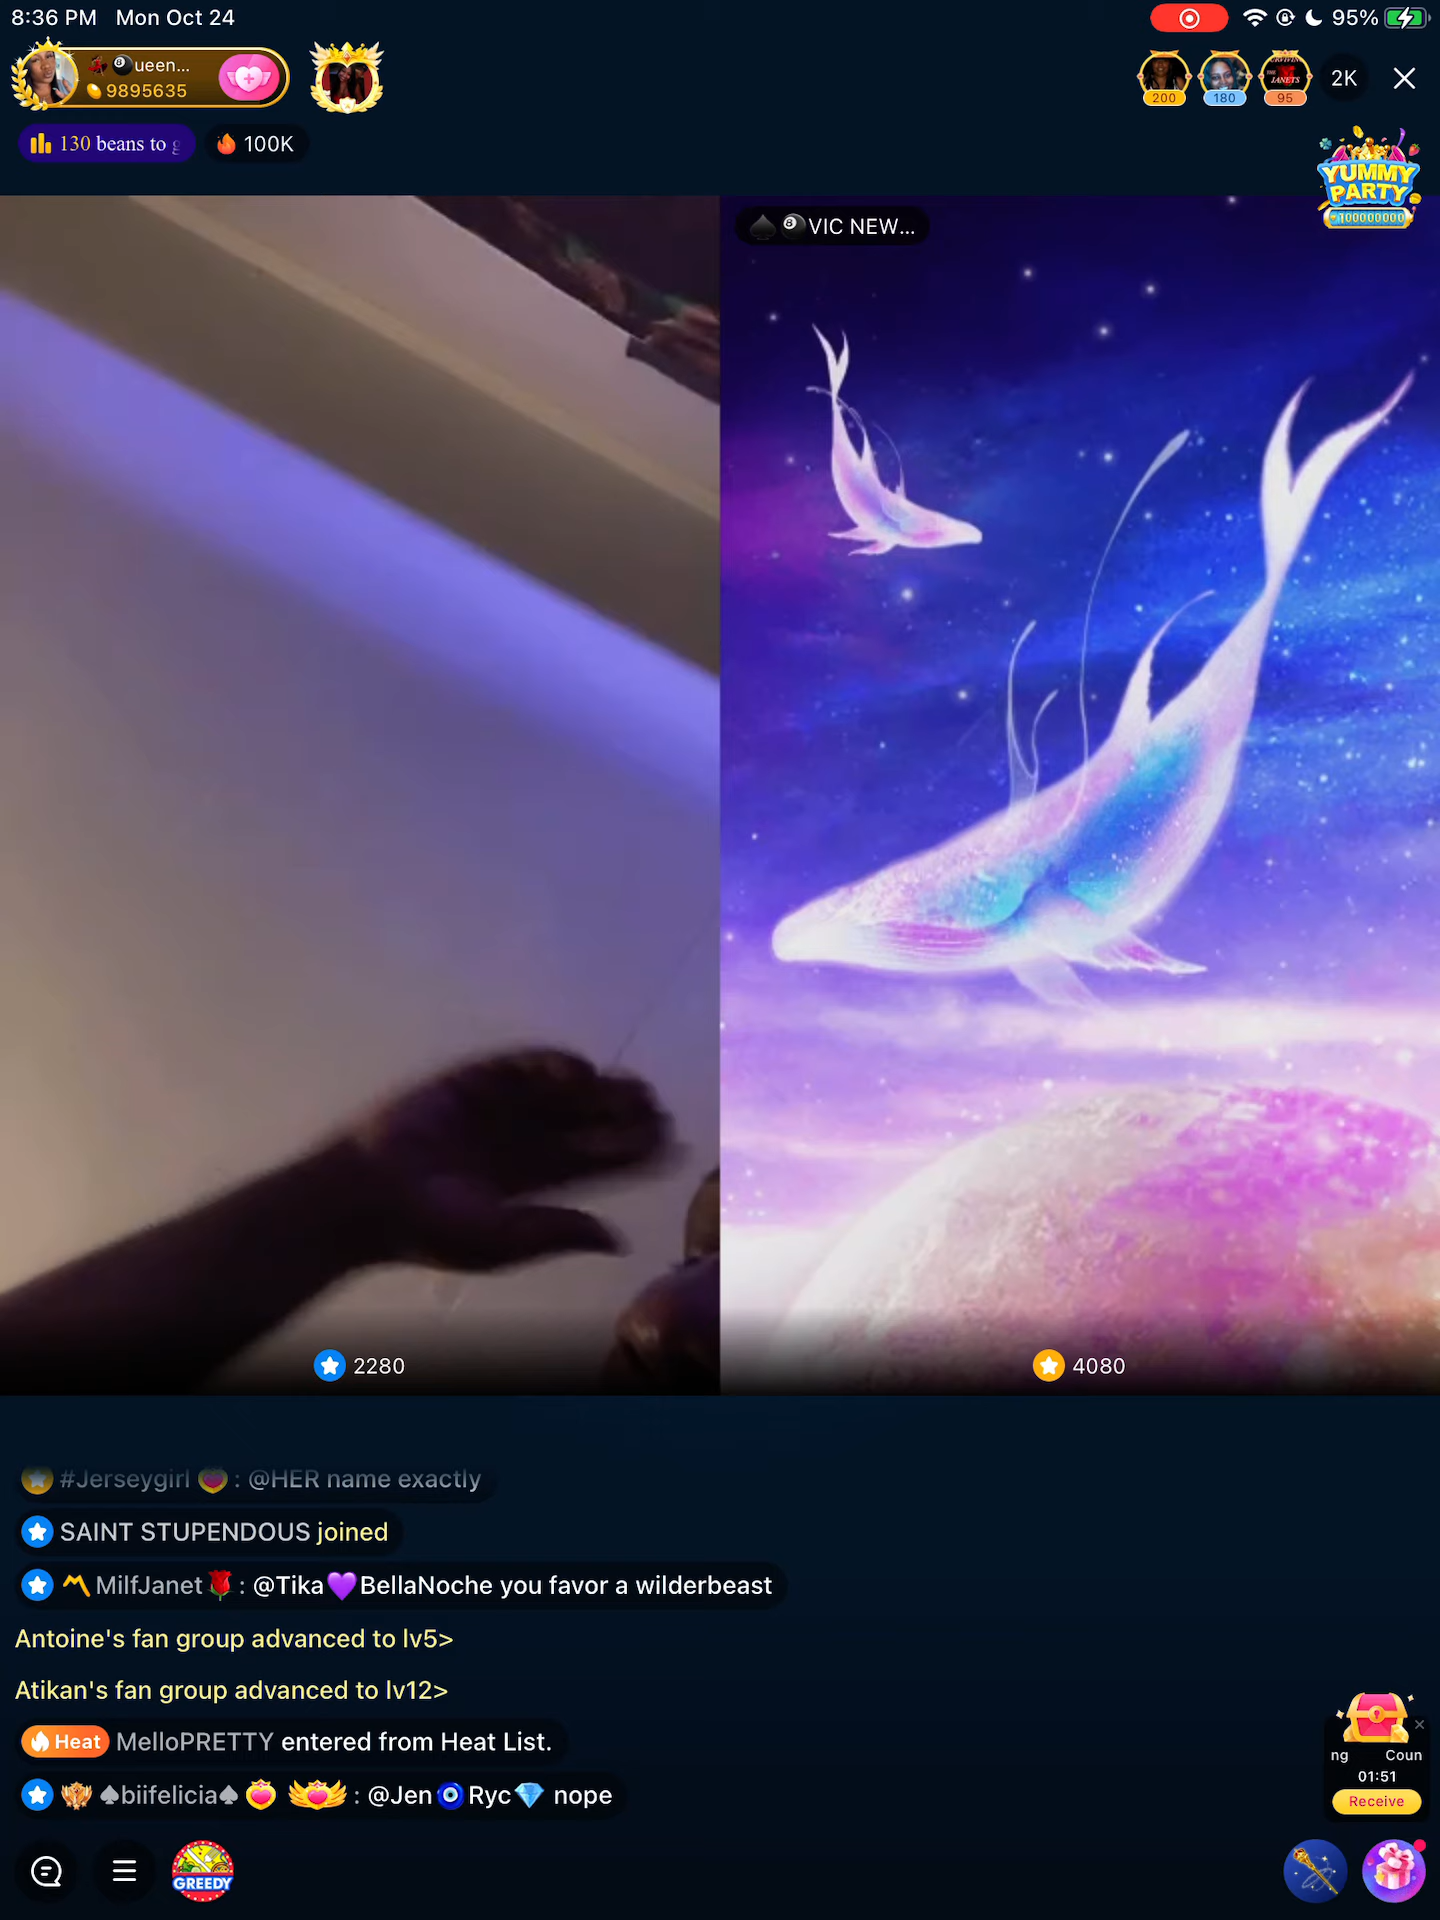 8:36 PM Mon Oct 24
95%
ueen...
9895635
200
180
JANETS
95
2K
130 beans to g
100K
YUMMY
PARTY
100000000
VIC NEW...
2280
4080
#Jerseygirl : @HER name exactly
SAINT STUPENDOUS joined
MilfJanet🌹: @Tika💜BellaNoche you favor a wilderbeast
Antoine's fan group advanced to lv5>
Atikan's fan group advanced to lv12>
Heat MelloPRETTY entered from Heat List.
♠biifelicia♠ : @Jen🧿Ryc💎 nope
ng Coun
01:51
Receive
GREEDY